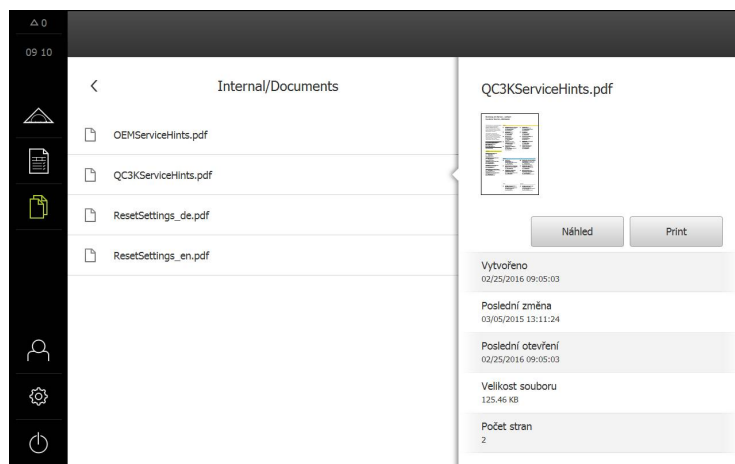 0
09 10
Internal/Documents
OEMServiceHints.pdf
QC3KServiceHints.pdf
ResetSettings_de.pdf
ResetSettings_en.pdf
QC3KServiceHints.pdf
Náhled
Print
Vytvořeno
02/25/2016 09:05:03
Poslední změna
03/05/2015 13:11:24
Poslední otevření
02/25/2016 09:05:03
Velikost souboru
125.46 KB
Počet stran
2